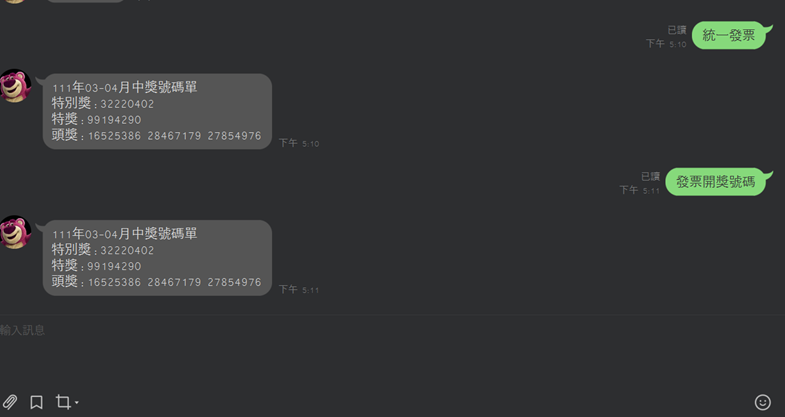 已讀
下午 5:10
統一發票
111年03-04月中獎號碼單
特別獎：32220402
特獎：99194290
頭獎：16525386 28467179 27854976
下午 5:10
已讀
下午 5:11
發票開獎號碼
111年03-04月中獎號碼單
特別獎：32220402
特獎：99194290
頭獎：16525386 28467179 27854976
下午 5:11
輸入訊息